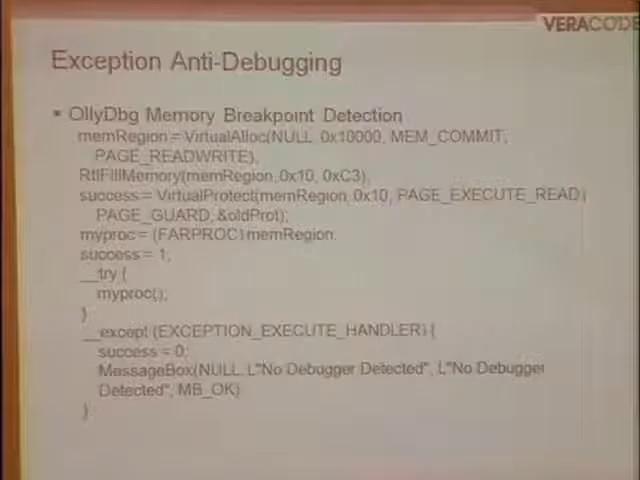 VERACODE
Exception Anti-Debugging
▪ OllyDbg Memory Breakpoint Detection
memRegion = VirtualAlloc(NULL, 0x10000, MEM_COMMIT,
PAGE_READWRITE);
RtlFillMemory(memRegion,0x10, 0xC3);
success = VirtualProtect(memRegion,0x10, PAGE_EXECUTE_READ |
PAGE_GUARD, &oldProt);
myproc = (FARPROC) memRegion;
success = 1;
__try {
myproc();
}
__except (EXCEPTION_EXECUTE_HANDLER) {
success = 0;
MessageBox(NULL, L"No Debugger Detected", L"No Debugger
Detected", MB_OK);
}